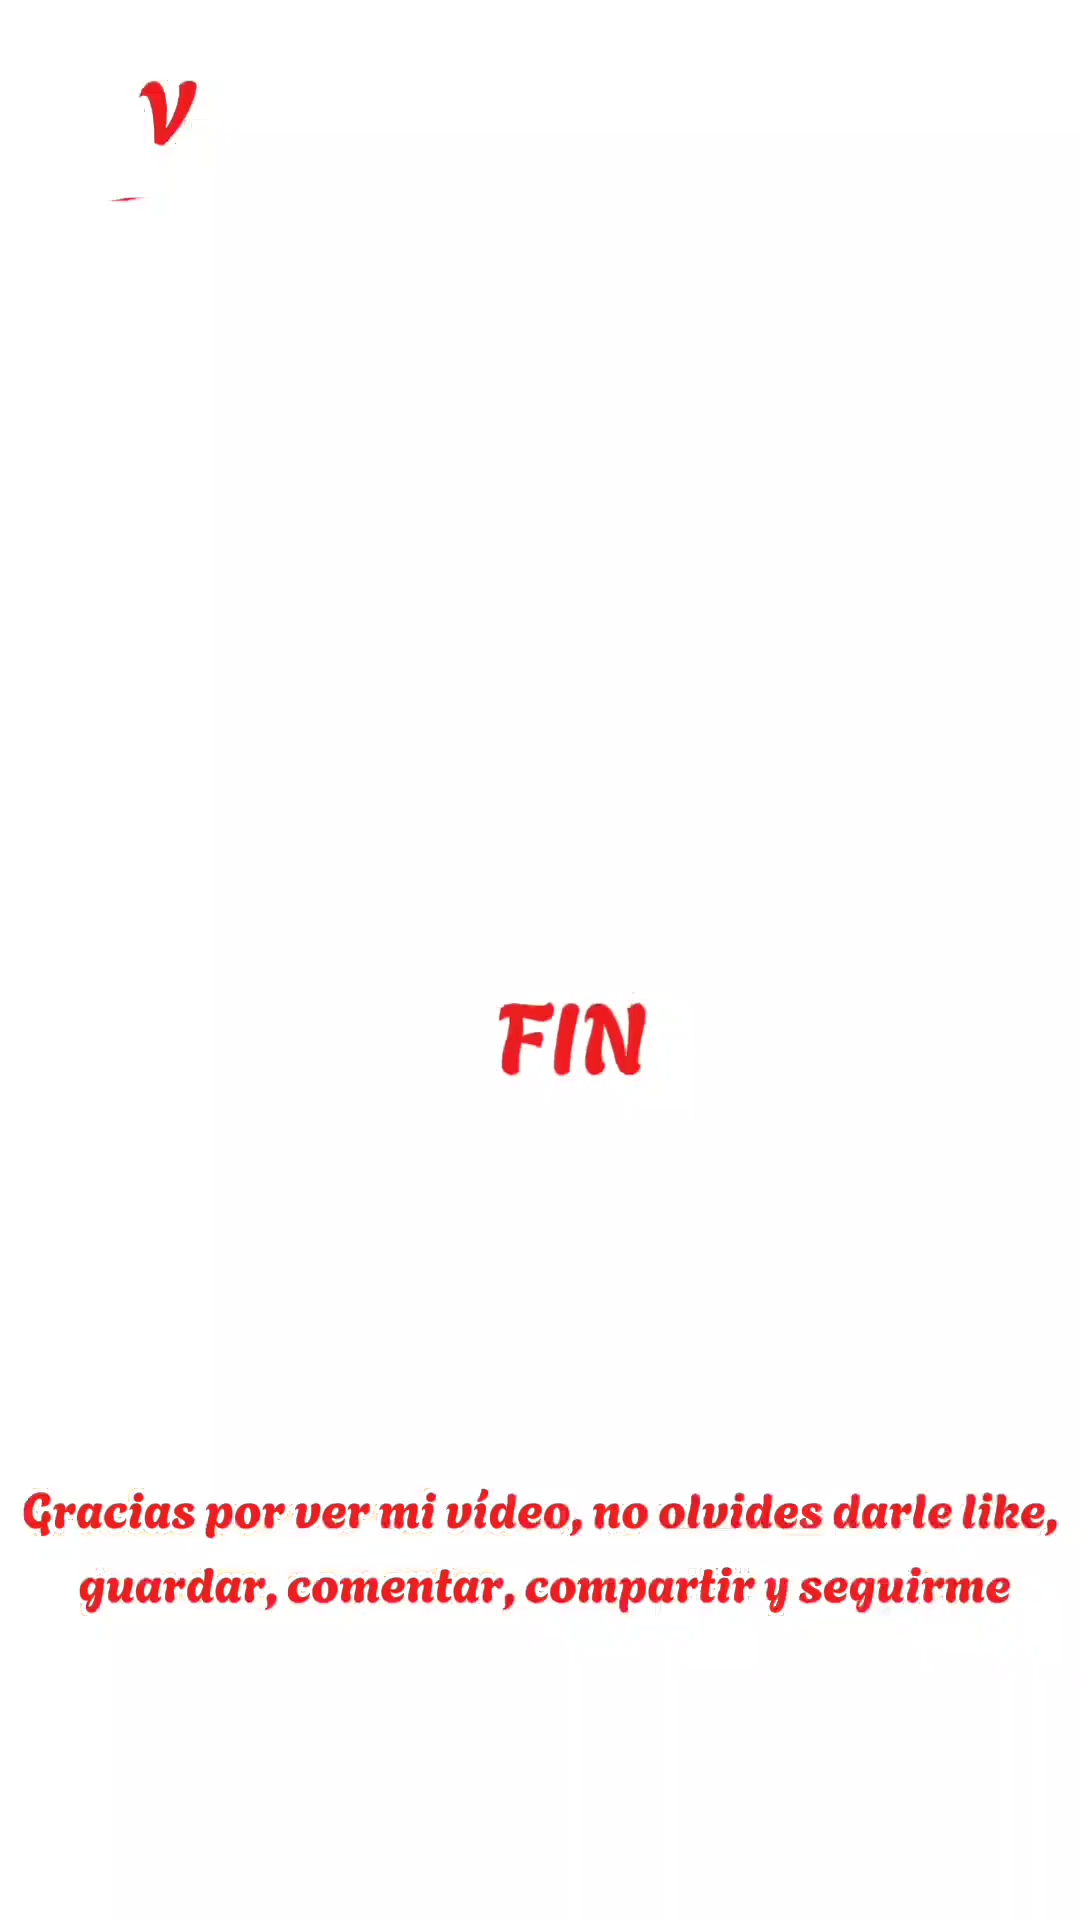 V
FIN
Gracias por ver mi vídeo, no olvides darle like,
guardar, comentar, compartir y seguirme